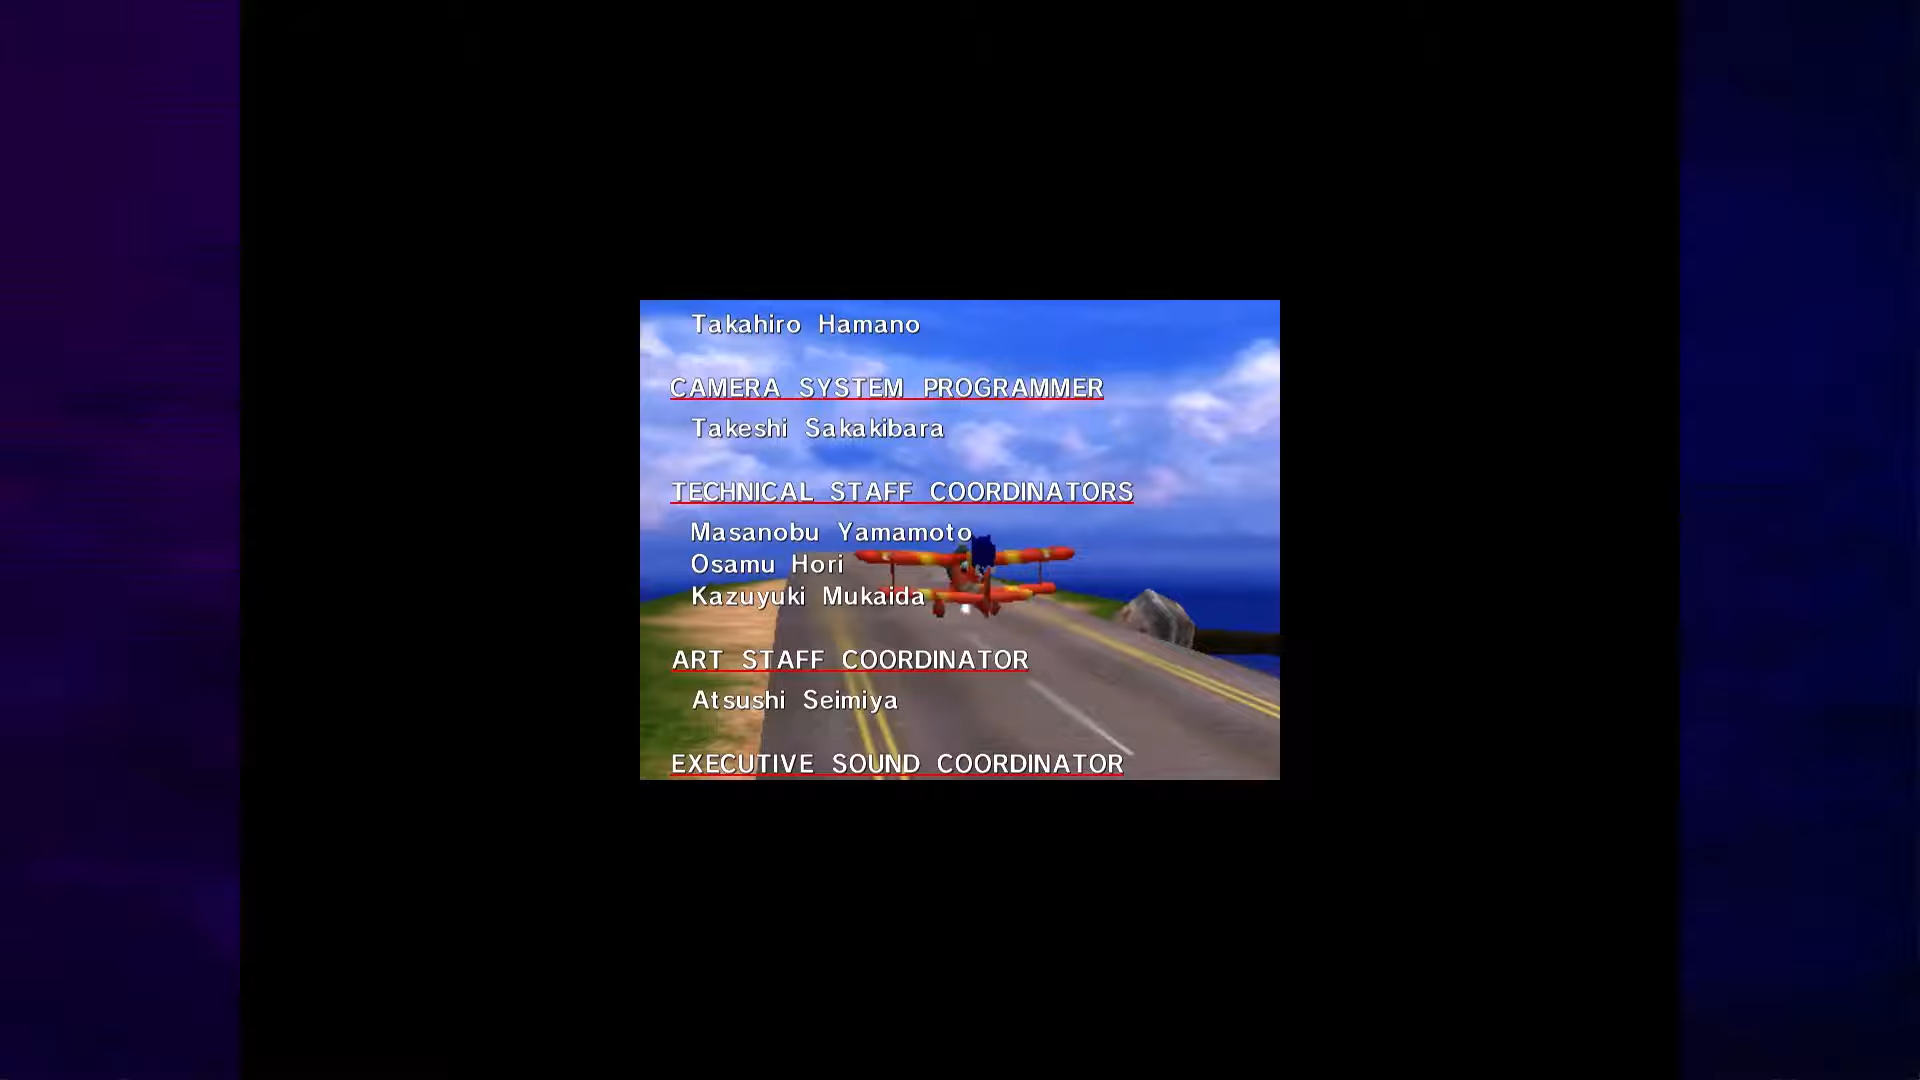 Takahiro Hamano
CAMERA SYSTEM PROGRAMMER
Takeshi Sakakibara
TECHNICAL STAFF COORDINATORS
Masanobu Yamamoto
Osamu Hori
Kazuyuki Mukaida
ART STAFF COORDINATOR
Atsushi Seimiya
EXECUTIVE SOUND COORDINATOR